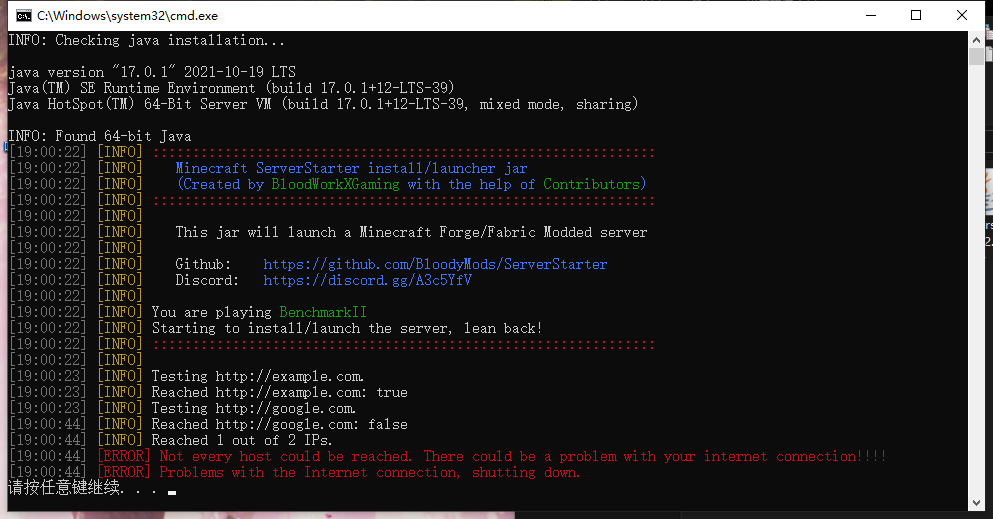 C:\Windows\system32\cmd.exe
INFO: Checking java installation...
java version "17.0.1" 2021-10-19 LTS
Java(TM) SE Runtime Environment (build 17.0.1+12-LTS-39)
Java HotSpot(TM) 64-Bit Server VM (build 17.0.1+12-LTS-39, mixed mode, sharing)
INFO: Found 64-bit Java
[19:00:22] [INFO] :::::::::::::::::::::::::::::::::::::::::::::::::::::::::::::::
[19:00:22] [INFO] Minecraft ServerStarter install/launcher jar
[19:00:22] [INFO] (Created by BloodWorkXGaming with the help of Contributors)
[19:00:22] [INFO] :::::::::::::::::::::::::::::::::::::::::::::::::::::::::::::::
[19:00:22] [INFO]
[19:00:22] [INFO] This jar will launch a Minecraft Forge/Fabric Modded server
[19:00:22] [INFO]
[19:00:22] [INFO] Github: https://github.com/BloodyMods/ServerStarter
[19:00:22] [INFO] Discord: https://discord.gg/A3c5YfV
[19:00:22] [INFO]
[19:00:22] [INFO] You are playing BenchmarkII
[19:00:22] [INFO] Starting to install/launch the server, lean back!
[19:00:22] [INFO] :::::::::::::::::::::::::::::::::::::::::::::::::::::::::::::::
[19:00:22] [INFO]
[19:00:23] [INFO] Testing http://example.com.
[19:00:23] [INFO] Reached http://example.com: true
[19:00:23] [INFO] Testing http://google.com.
[19:00:44] [INFO] Reached http://google.com: false
[19:00:44] [INFO] Reached 1 out of 2 IPs.
[19:00:44] [ERROR] Not every host could be reached. There could be a problem with your internet connection!!!!
[19:00:44] [ERROR] Problems with the Internet connection, shutting down.
请按任意键继续. . .